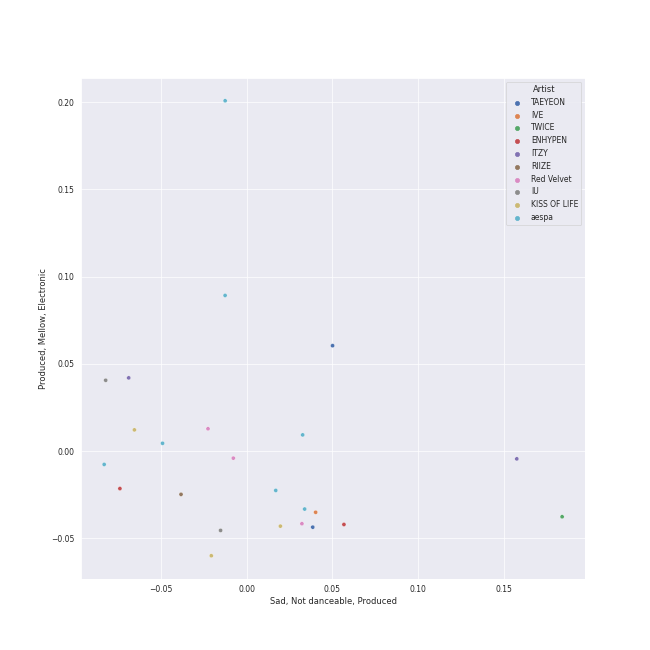 Artist
TAEYEON
IVE
TWICE
ENHYPEN
ITZY
RIIZE
Red Velvet
IU
KISS OF LIFE
aespa
0.20
0.15
0.10
0.05
0.00
−0.05
Produced, Mellow, Electronic
−0.05
0.00
0.05
0.10
0.15
Sad, Not danceable, Produced